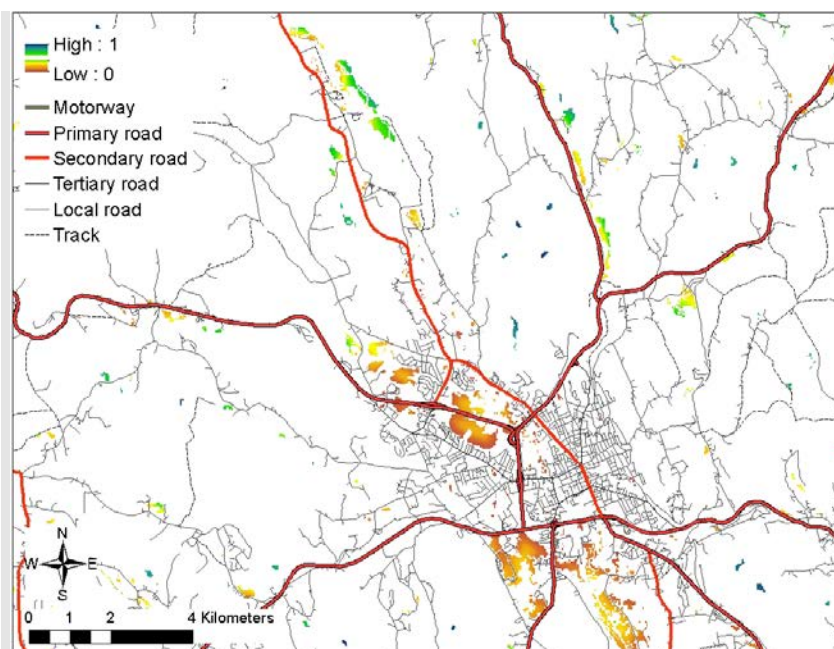 High : 1
Low : 0
Motorway
Primary road
Secondary road
Tertiary road
Local road
Track
N
W E
S
0 1 2 4 Kilometers